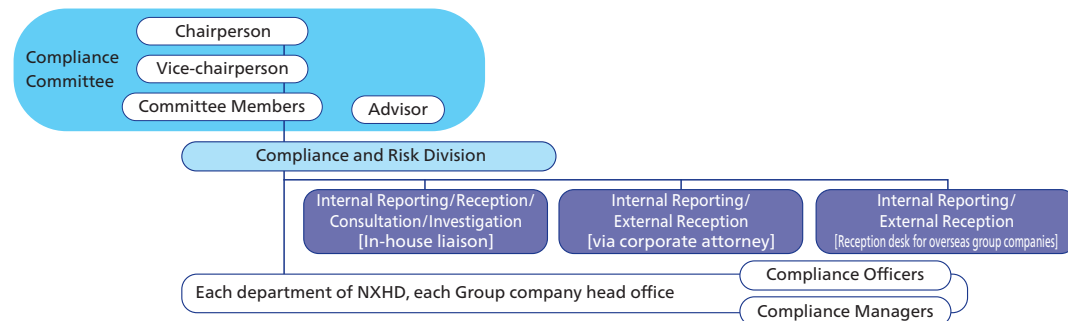 Chairperson
Compliance
Committee
Vice-chairperson
Committee Members
Advisor
Compliance and Risk Division
Internal Reporting/Reception/
Consultation/Investigation
[In-house liaison]
Internal Reporting/
External Reception
[via corporate attorney]
Internal Reporting/
External Reception
[Reception desk for overseas group companies]
Each department of NXHD, each Group company head office
Compliance Officers
Compliance Managers